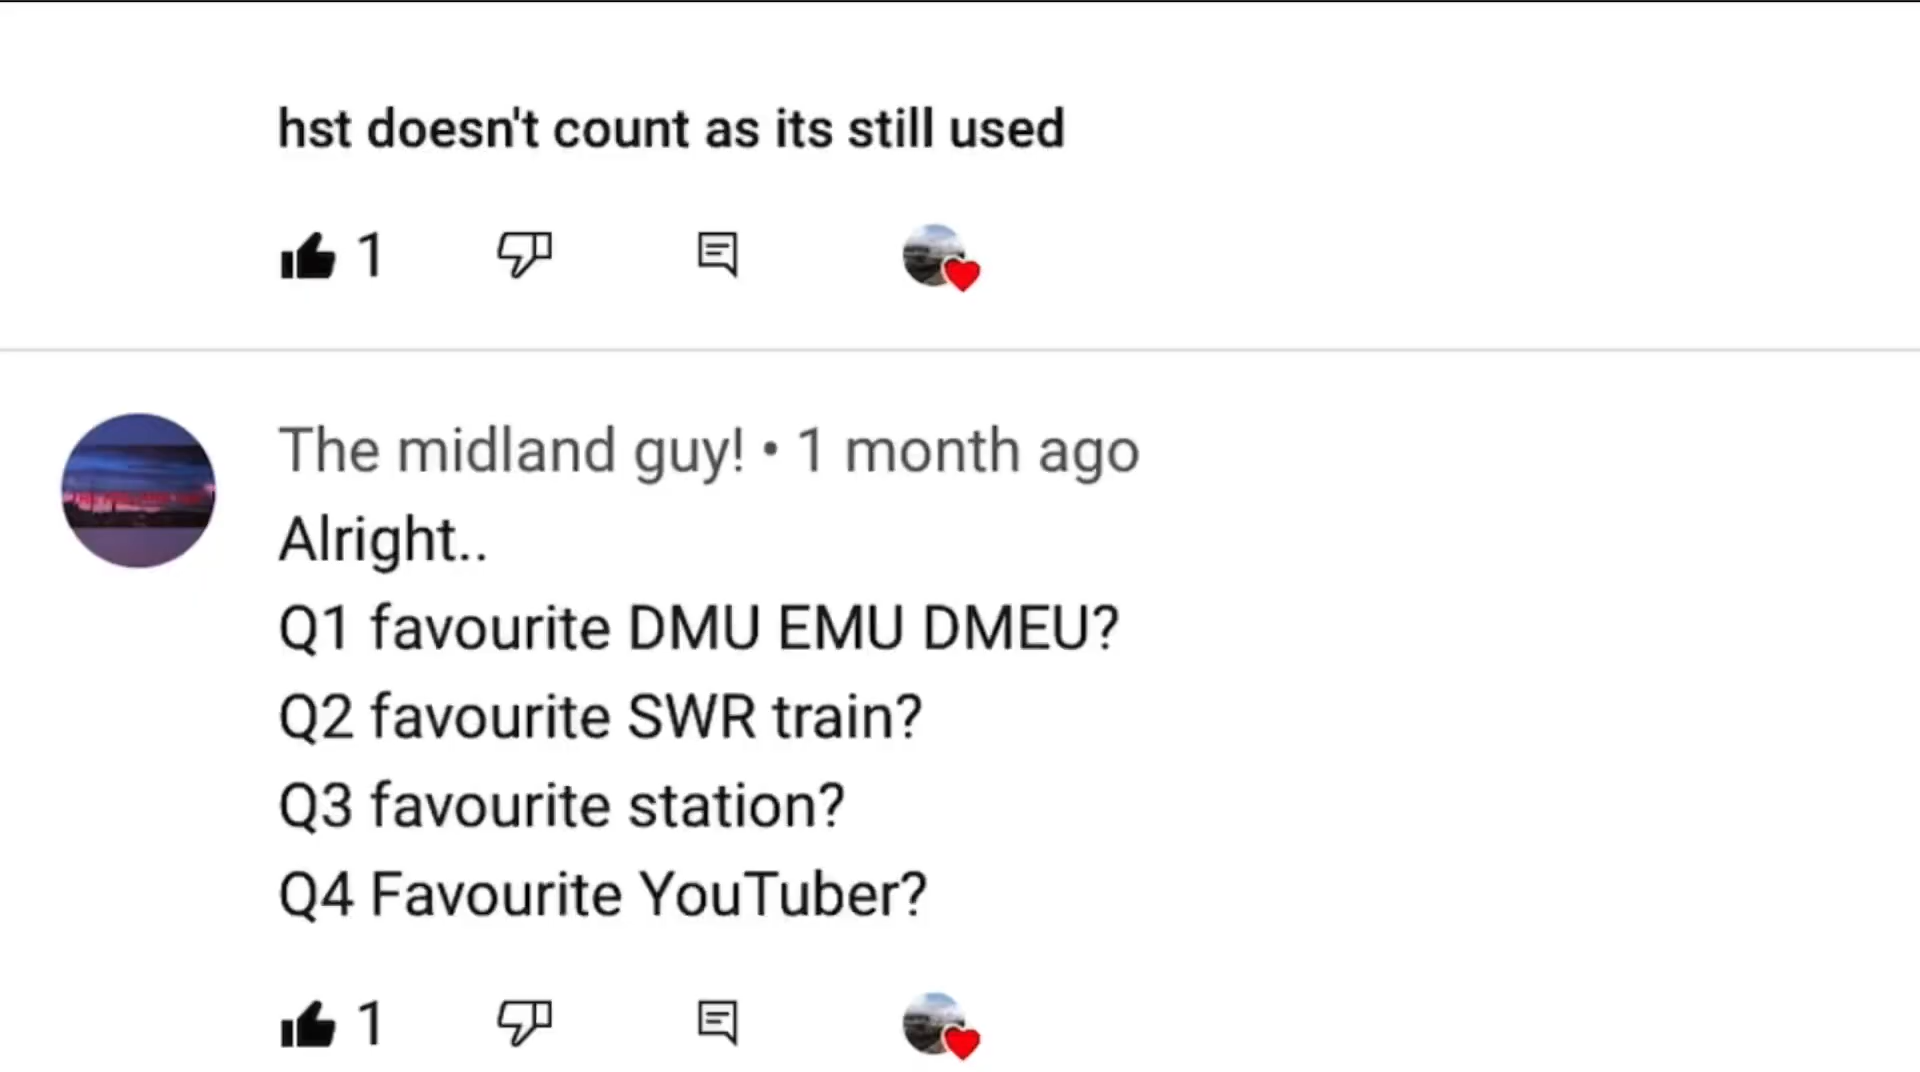 hst doesn't count as its still used
1
The midland guy! • 1 month ago
Alright..
Q1 favourite DMU EMU DMEU?
Q2 favourite SWR train?
Q3 favourite station?
Q4 Favourite YouTuber?
1